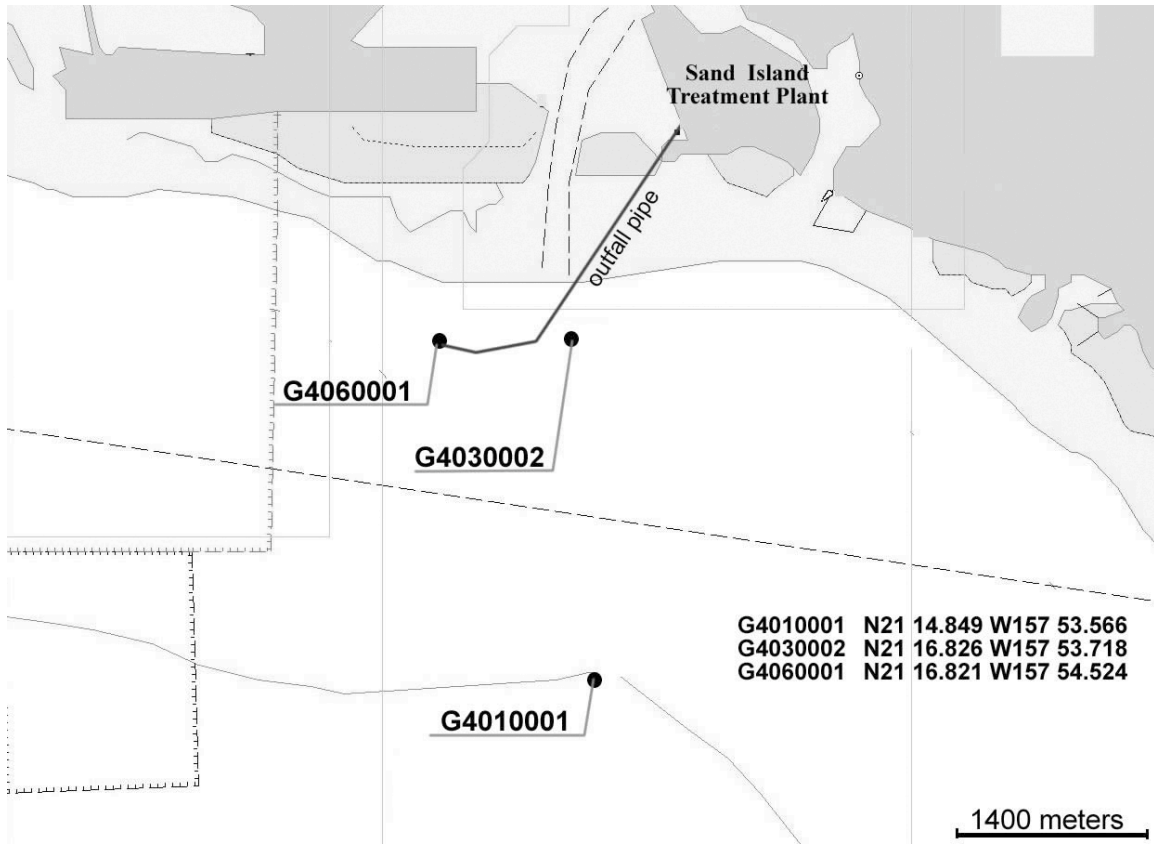 Sand Island
Treatment Plant
outfall pipe
G4060001
G4030002
G4010001 N21 14.849 W157 53.566
G4030002 N21 16.826 W157 53.718
G4060001 N21 16.821 W157 54.524
G4010001
1400 meters